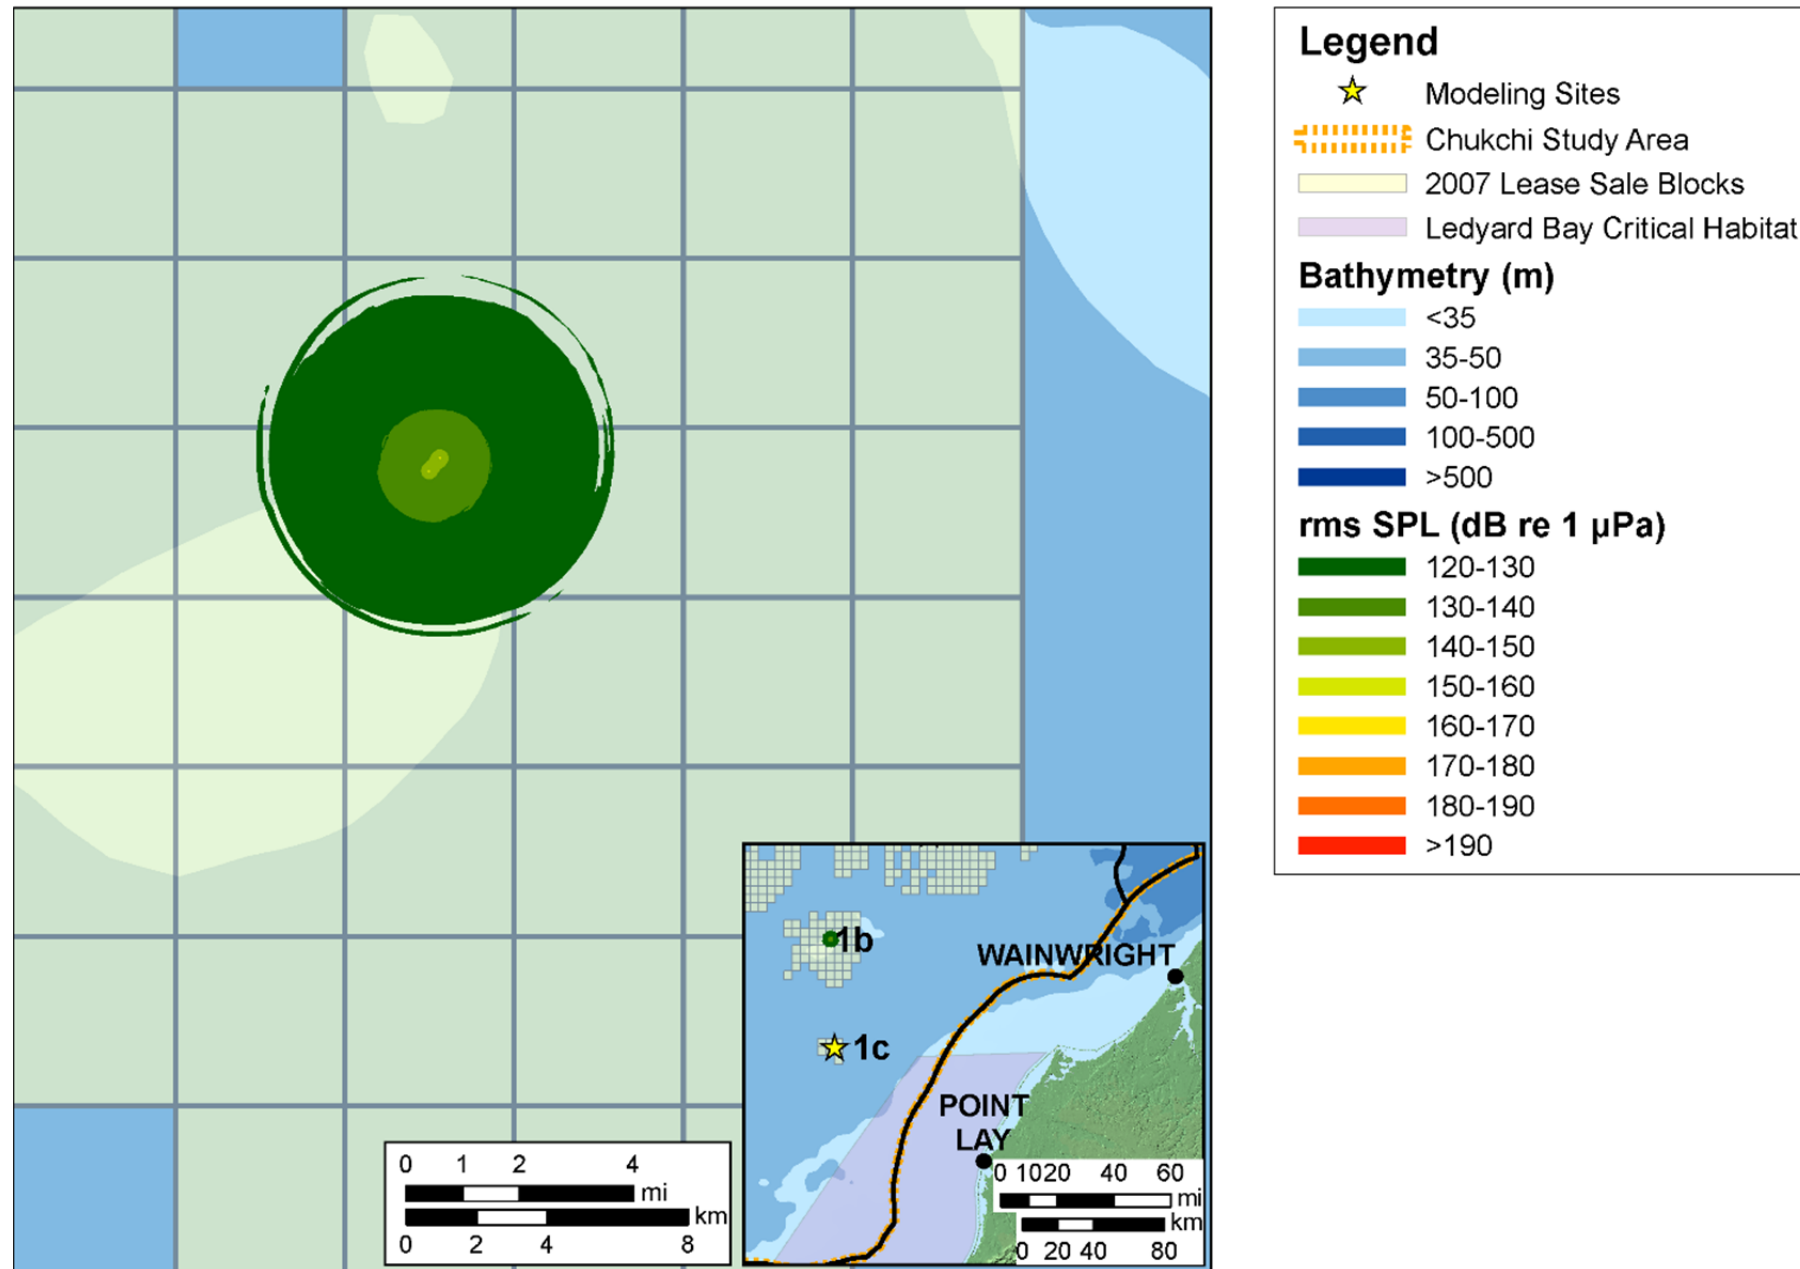 Legend
Modeling Sites
Chukchi Study Area
2007 Lease Sale Blocks
Ledyard Bay Critical Habitat
Bathymetry (m)
<35
35-50
50-100
100-500
>500
rms SPL (dB re 1 µPa)
120-130
130-140
140-150
150-160
160-170
170-180
180-190
>190
1b
WAINWRIGHT
1c
POINT
LAY
0 10 20 40 60
mi
km
0 20 40 80
0 1 2 4
mi
km
0 2 4 8